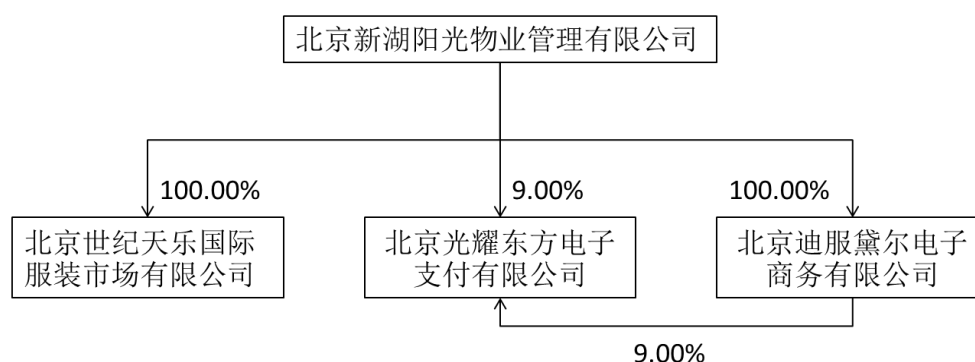 北京新湖阳光物业管理有限公司
100.00%
9.00%
100.00%
北京世纪天乐国际
服装市场有限公司
北京光耀东方电子
支付有限公司
北京迪服黛尔电子
商务有限公司
9.00%